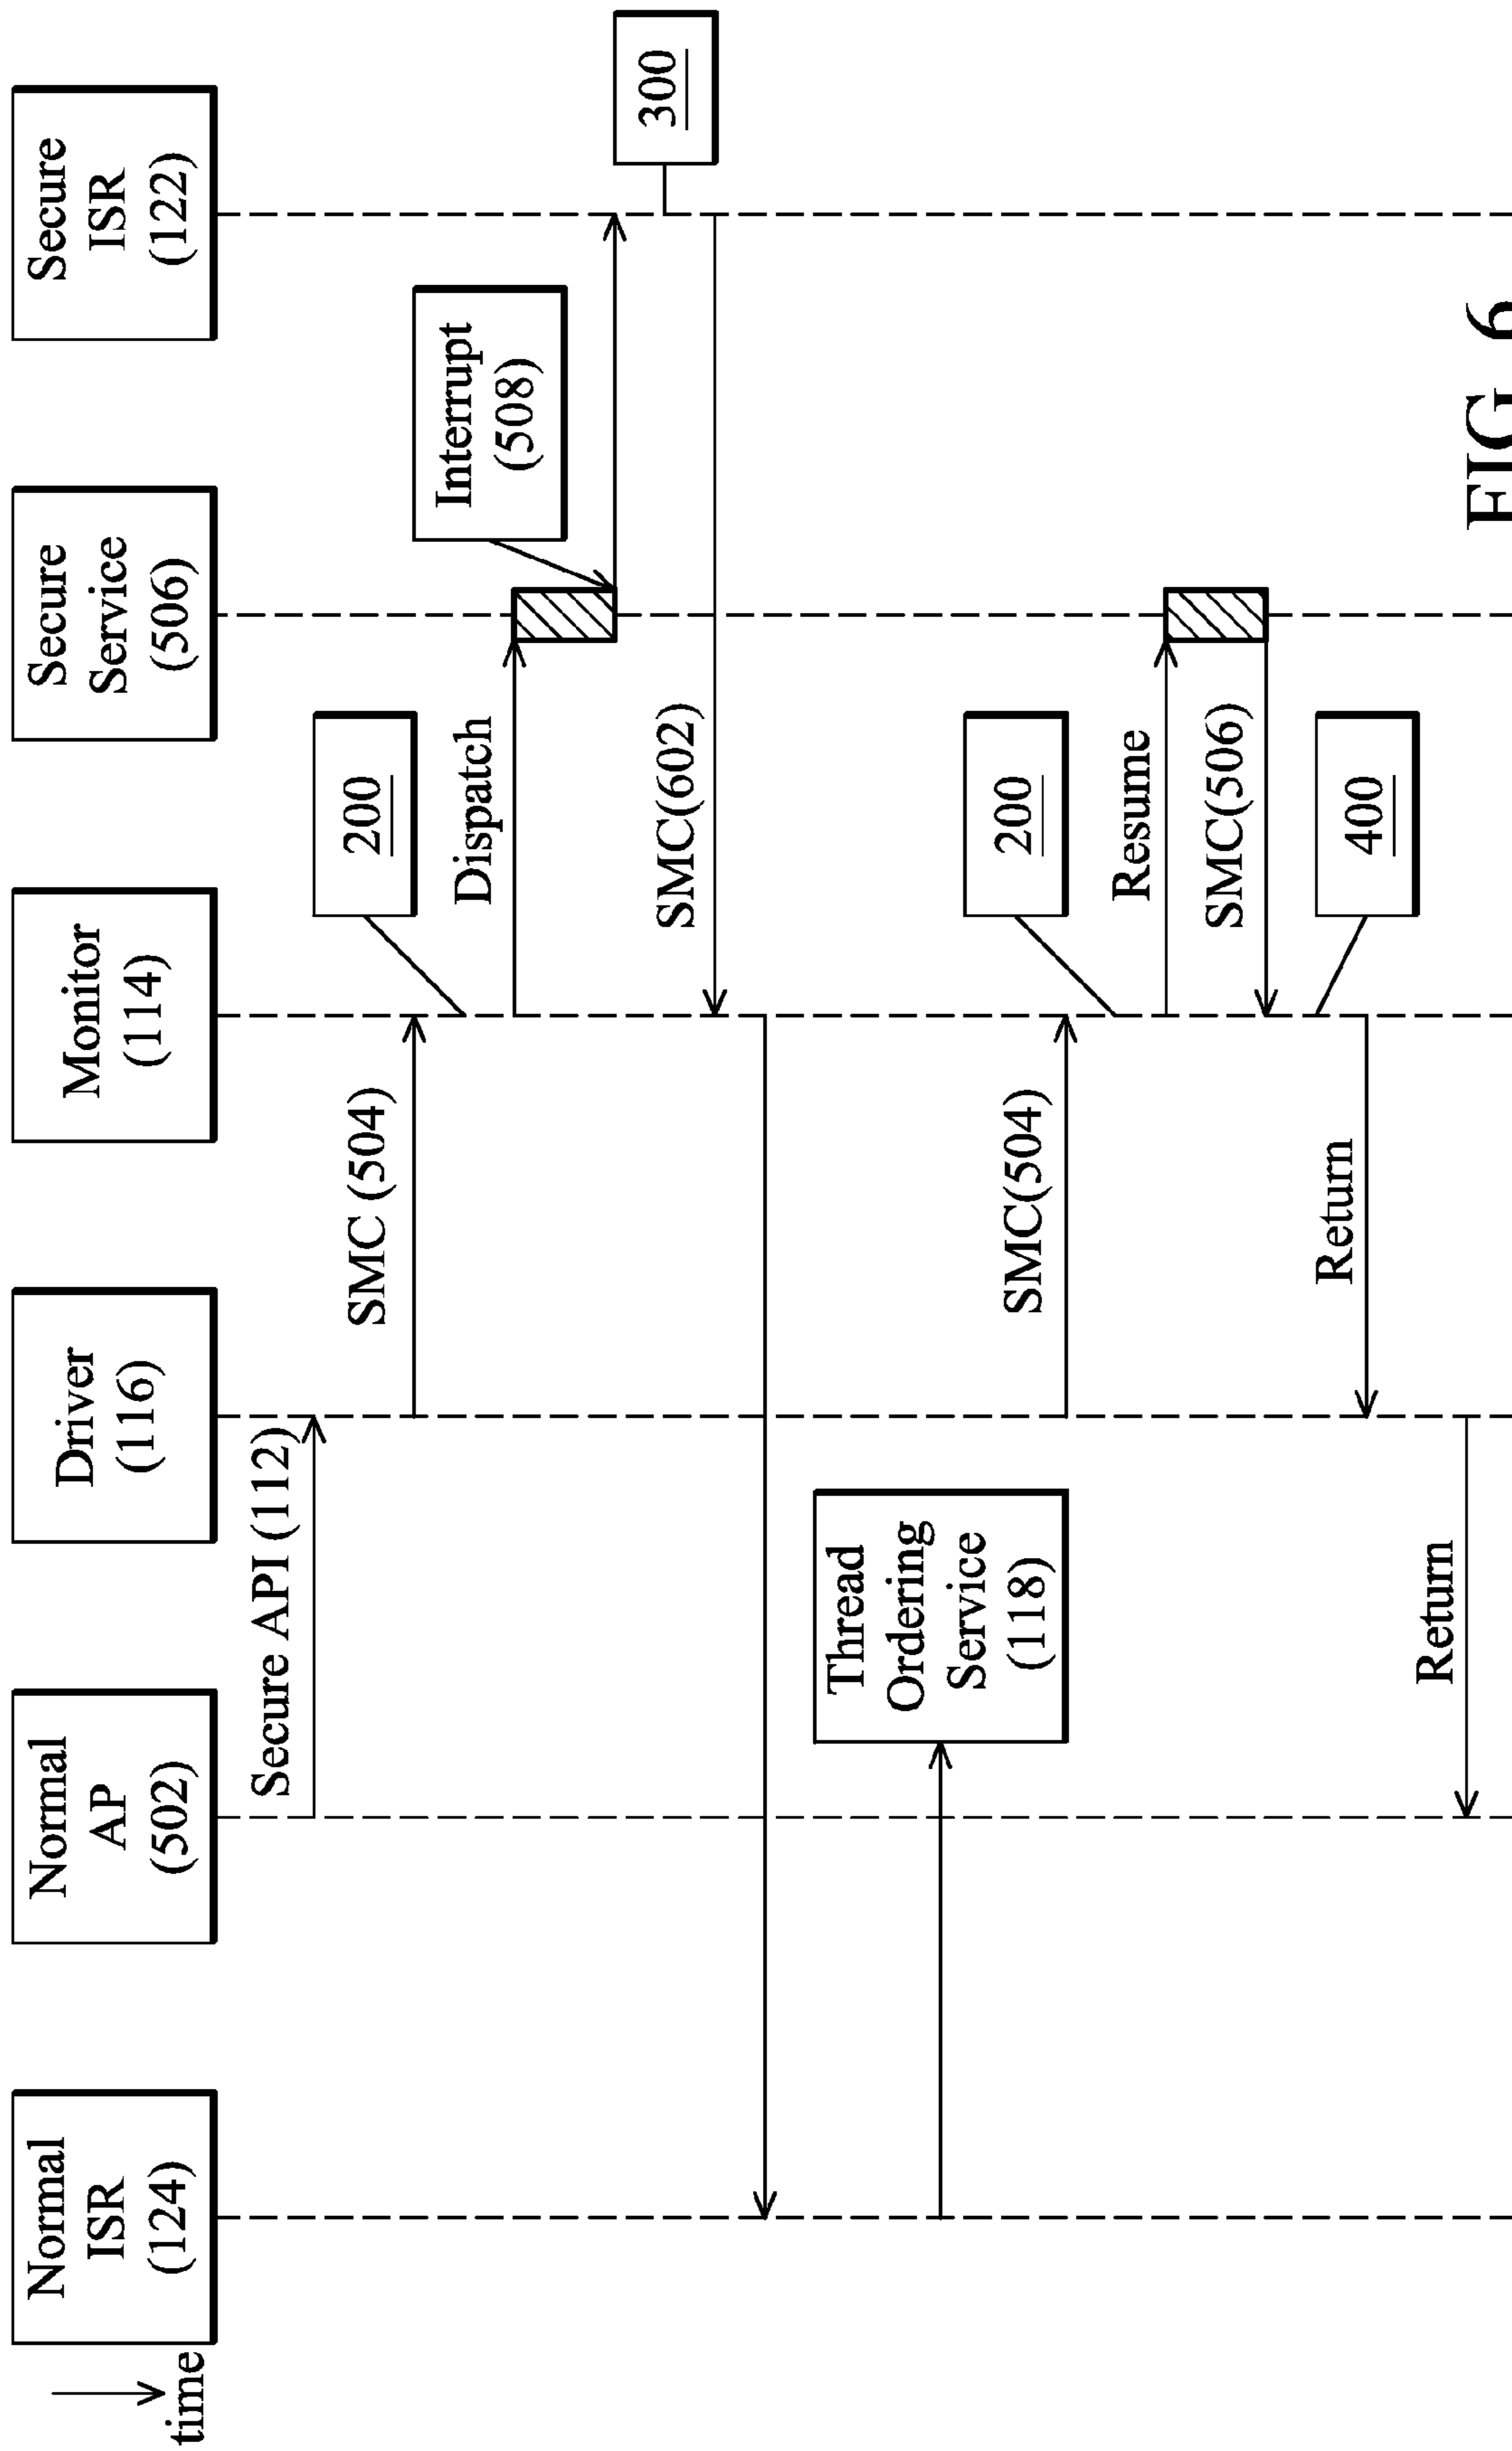 time
Normal
ISR
(124)
Normal
AP
(502)
Driver
(116)
Monitor
(114)
Secure
Service
(506)
Secure
ISR
(122)
Secure API (112)
SMC (504)
200
Dispatch
Interrupt
(508)
300
SMC(602)
Thread
Ordering
Service
(118)
SMC(504)
200
Resume
SMC(506)
400
Return
Return
FIG. 6